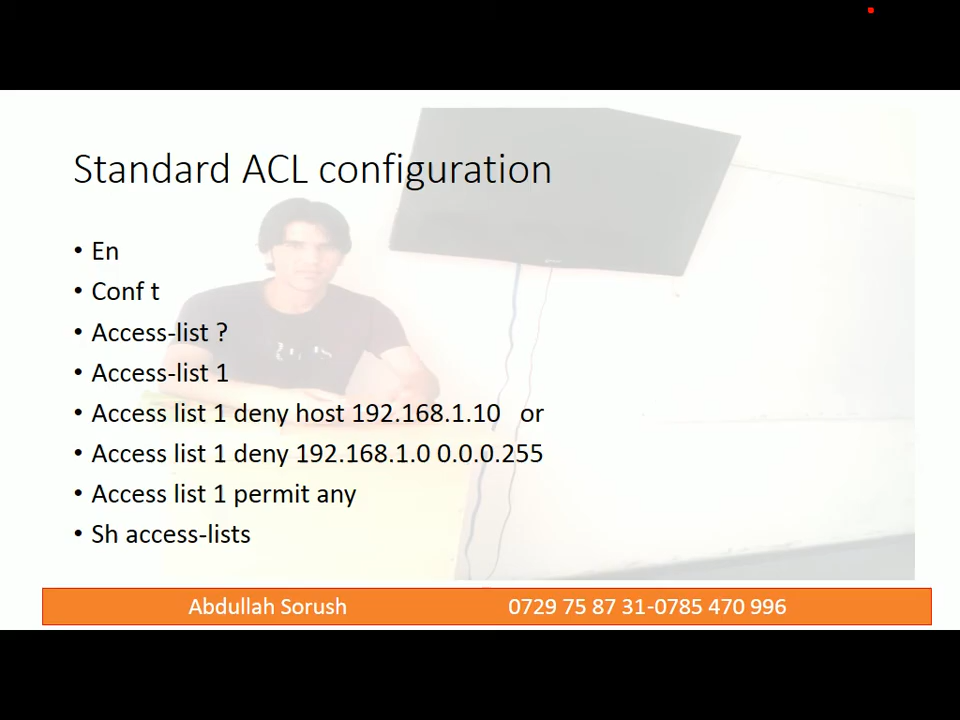 Standard ACL configuration
• En
• Conf t
• Access-list ?
• Access-list 1
• Access list 1 deny host 192.168.1.10 or
• Access list 1 deny 192.168.1.0 0.0.0.255
• Access list 1 permit any
• Sh access-lists
Abdullah Sorush 0729 75 87 31-0785 470 996